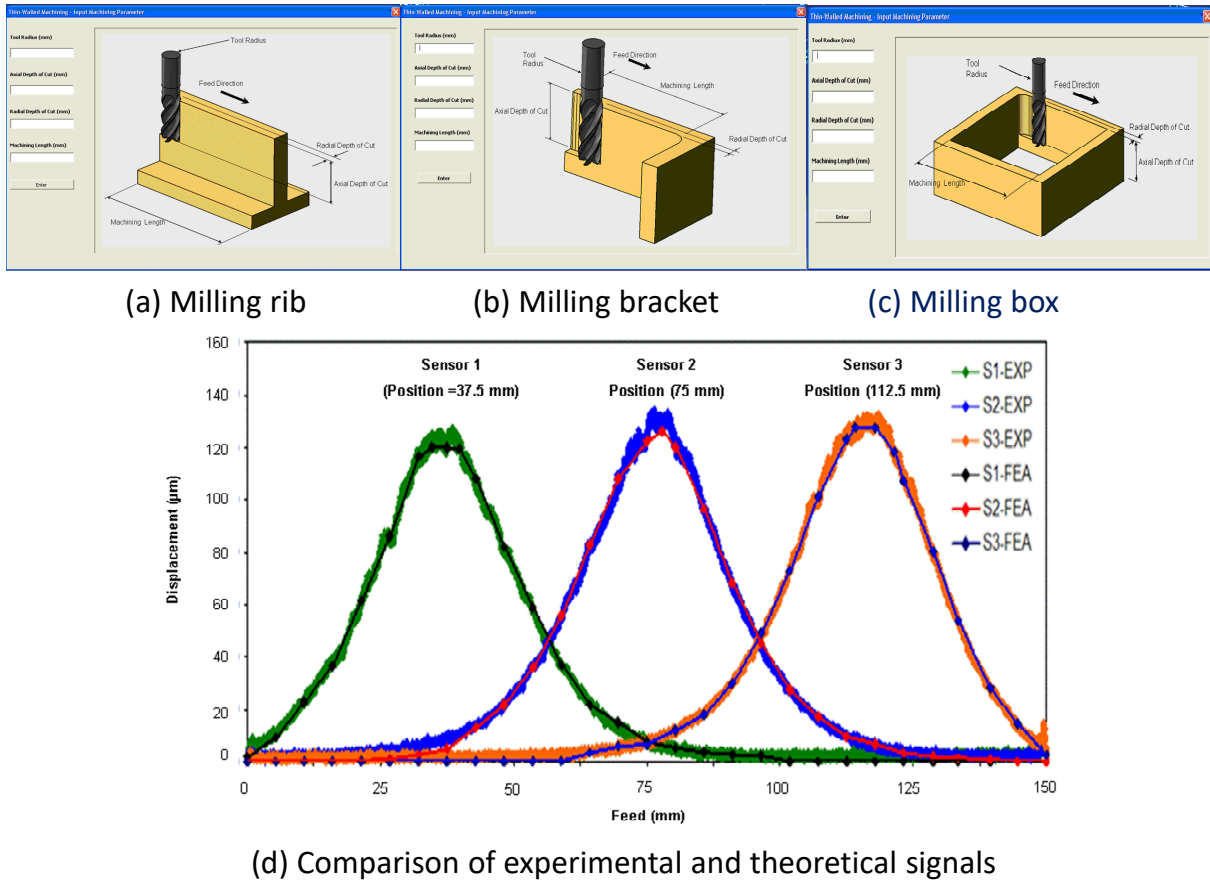 Thin-Walled Machining - Input Machining Parameter
Tool Radius (mm)
Axial Depth of Cut (mm)
Radial Depth of Cut (mm)
Machining Length (mm)
Enter
Tool Radius
Feed Direction
Radial Depth of Cut
Axial Depth of Cut
Machining Length
Thin-Walled Machining - Input Machining Parameter
Tool Radius (mm)
Axial Depth of Cut (mm)
Radial Depth of Cut (mm)
Machining Length (mm)
Enter
Tool
Radius
Feed Direction
Machining Length
Axial Depth of Cut
Radial Depth of Cut
Thin-Walled Machining - Input Machining Parameter
Tool Radius (mm)
Axial Depth of Cut (mm)
Radial Depth of Cut (mm)
Machining Length (mm)
Enter
Tool
Radius
Feed Direction
Radial Depth of Cut
Axial Depth of Cut
Machining Length
(a) Milling rib
(b) Milling bracket
(c) Milling box
160
140
120
100
80
60
40
20
0
Displacement (µm)
Sensor 1
(Position =37.5 mm)
Sensor 2
Position (75 mm)
Sensor 3
Position (112.5 mm)
S1-EXP
S2-EXP
S3-EXP
S1-FEA
S2-FEA
S3-FEA
0
25
50
75
100
125
150
Feed (mm)
(d) Comparison of experimental and theoretical signals